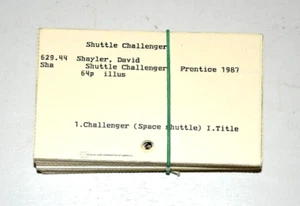 Shuttle Challenger
629.44 Shayler, David
Sha Shuttle Challenger Prentice 1987
64p illus
1.Challenger (Space shuttle) I.Title